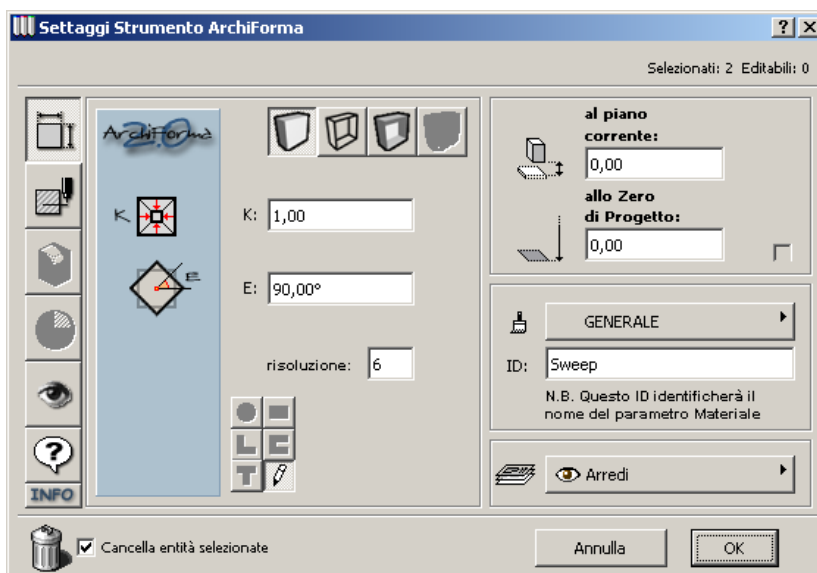 Settaggi Strumento ArchiForma
Selezionati: 2 Editabili: 0
ArchiForma
2.0
K
K: 1,00
E
E: 90,00°
risoluzione: 6
INFO
al piano
corrente:
0,00
allo Zero
di Progetto:
0,00
GENERALE
ID: Sweep
N.B. Questo ID identificherà il
nome del parametro Materiale
Arredi
Cancella entità selezionate
Annulla
OK